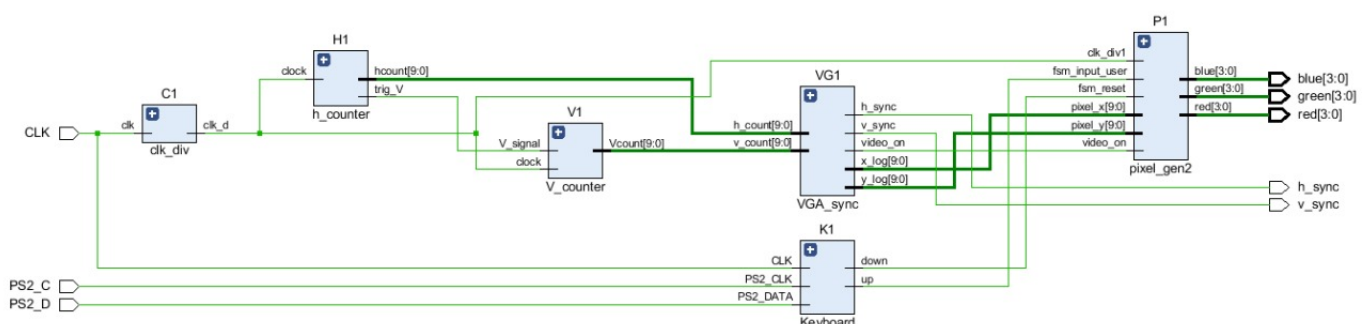 CLK
PS2_C
PS2_D
C1
clk
clk_d
clk_div
H1
clock
hcount[9:0]
trig_V
h_counter
V1
V_signal
clock
Vcount[9:0]
V_counter
VG1
h_count[9:0]
v_count[9:0]
h_sync
v_sync
video_on
x_log[9:0]
y_log[9:0]
VGA_sync
K1
CLK
PS2_CLK
PS2_DATA
down
up
Keyboard
P1
clk_div1
fsm_input_user
fsm_reset
pixel_x[9:0]
pixel_y[9:0]
video_on
blue[3:0]
green[3:0]
red[3:0]
pixel_gen2
blue[3:0]
green[3:0]
red[3:0]
h_sync
v_sync